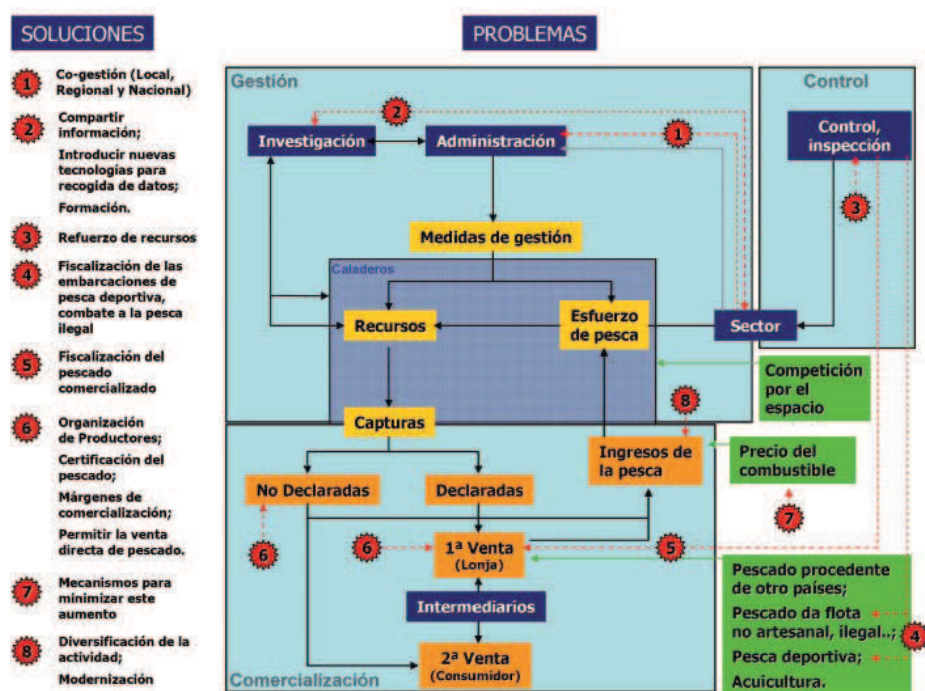 SOLUCIONES
1
Co-gestión (Local,
Regional y Nacional)
2
Compartir
información;
Introducir nuevas
tecnologías para
recogida de datos;
Formación.
3
Refuerzo de recursos
4
Fiscalización de las
embarcaciones de
pesca deportiva,
combate a la pesca
ilegal
5
Fiscalización del
pescado
comercializado
6
Organización
de Productores;
Certificación del
pescado;
Márgenes de
comercialización;
Permitir la venta
directa de pescado.
7
Mecanismos para
minimizar este
aumento
8
Diversificación de la
actividad;
Modernización
PROBLEMAS
Gestión
Control
2
1
Investigación
Administración
Control,
inspección
3
Medidas de gestión
Caladeros
Recursos
Esfuerzo
de pesca
Sector
Competición
por el
espacio
8
Capturas
Ingresos de
la pesca
Precio del
combustible
No Declaradas
Declaradas
7
6
6
1ª Venta
(Lonja)
5
Intermediarios
2ª Venta
(Consumidor)
Comercialización
Pescado procedente
de otro países;
Pescado da flota
no artesanal, ilegal..;
4
Pesca deportiva;
Acuicultura.